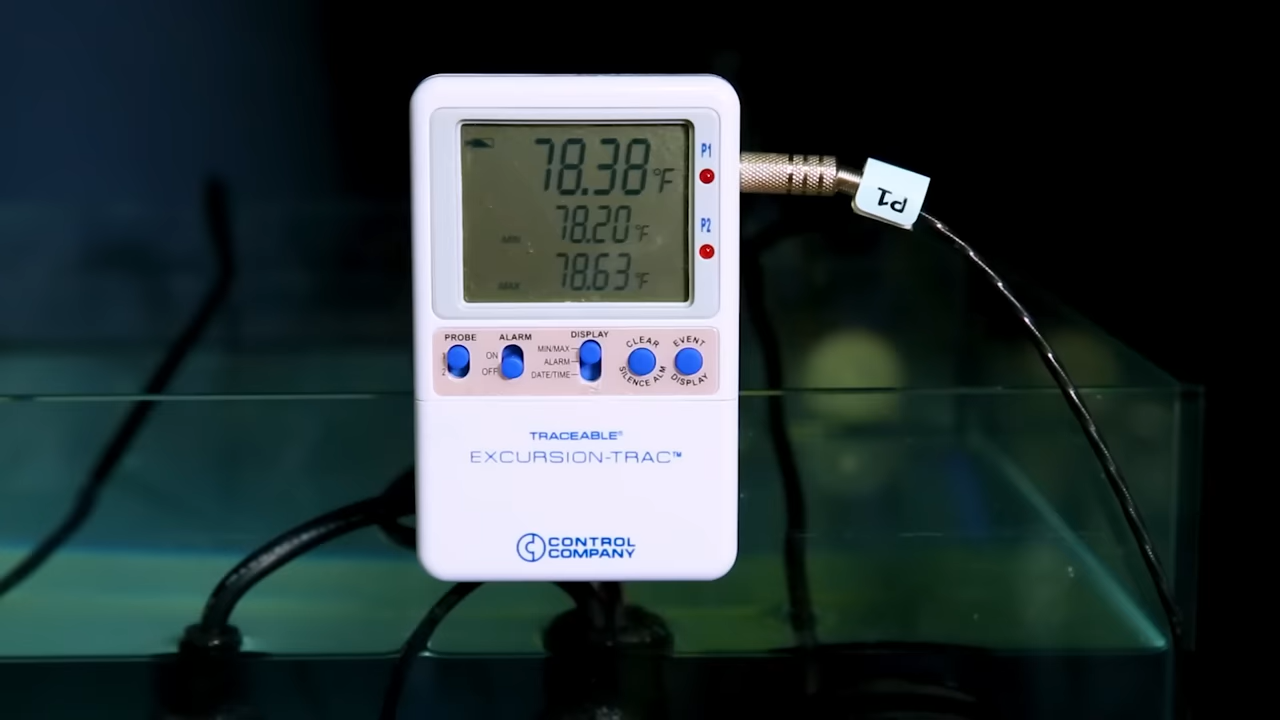 78.38°F
P1
MIN 78.20°F
P2
MAX 78.63°F
P1
PROBE
ALARM
DISPLAY
ON
OFF
MIN/MAX
ALARM
DATE/TIME
CLEAR
SILENCE ALM
EVENT
DISPLAY
TRACEABLE®
EXCURSION-TRAC™
CONTROL
COMPANY